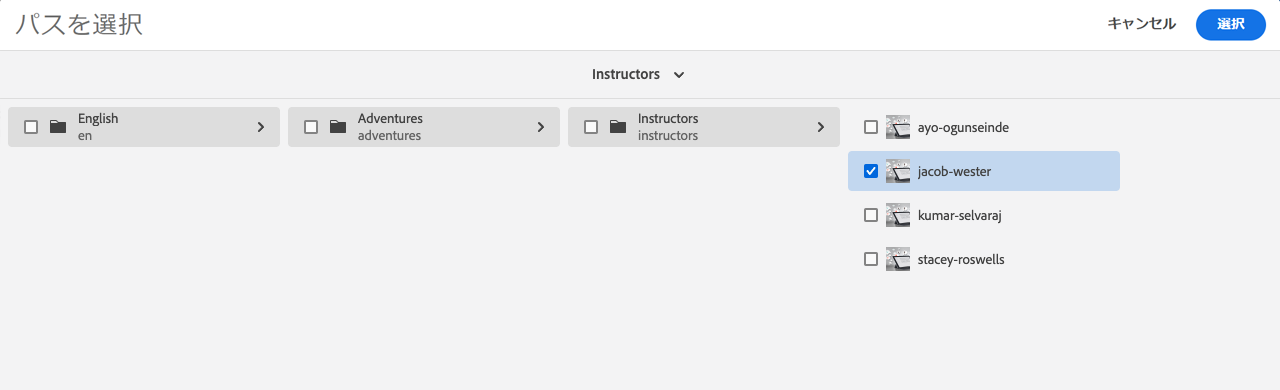 パスを選択
キャンセル
選択
Instructors
English
en
Adventures
adventures
Instructors
instructors
ayo-ogunseinde
jacob-wester
kumar-selvaraj
stacey-roswells